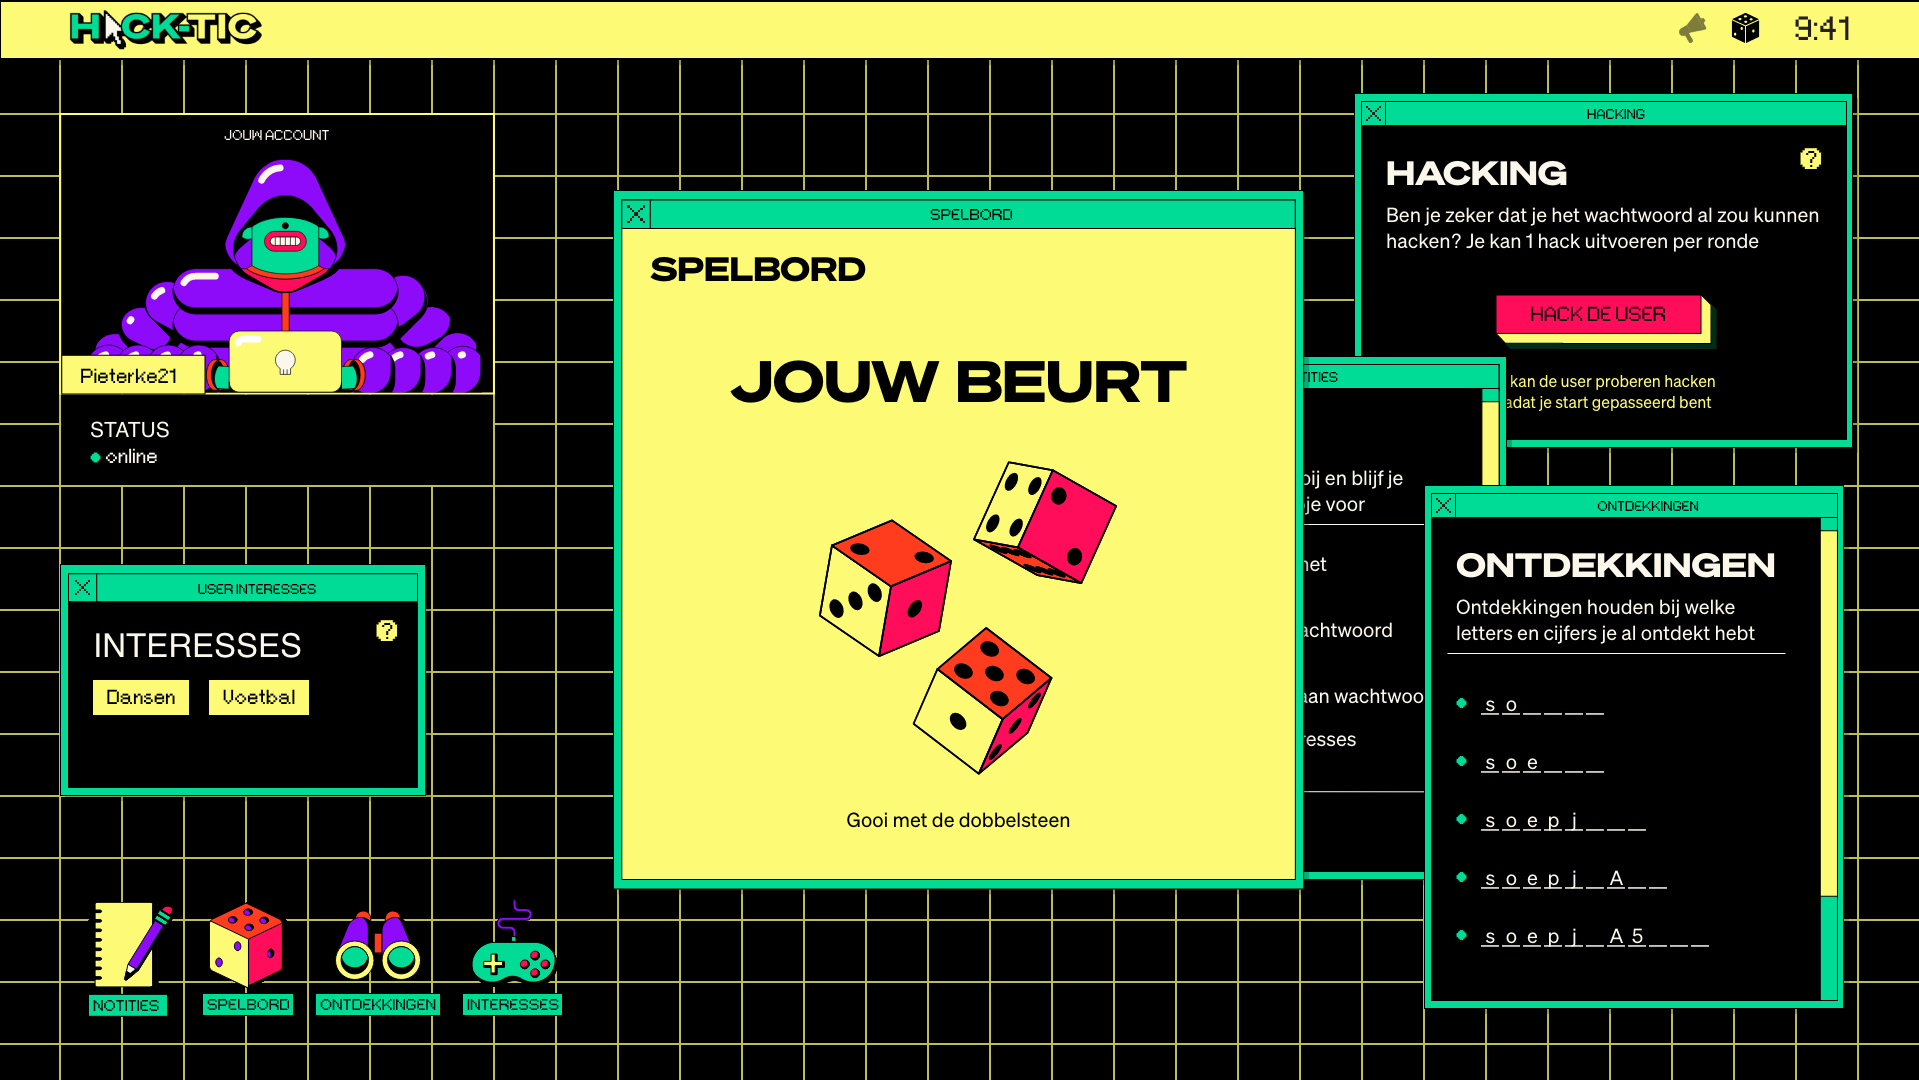 HACK-TIC
9:41
JOUW ACCOUNT
Pieterke21
STATUS
online
USER INTERESSES
INTERESSES
?
Dansen
Voetbal
NOTITIES
SPELBORD
ONTDEKKINGEN
INTERESSES
SPELBORD
SPELBORD
JOUW BEURT
Gooi met de dobbelsteen
HACKING
HACKING
?
Ben je zeker dat je het wachtwoord al zou kunnen
hacken? Je kan 1 hack uitvoeren per ronde
HACK DE USER
kan de user proberen hacken
adat je start gepasseerd bent
TITIES
bij en blijf je
je voor
het
achtwoord
aan wachtwoo
resses
ONTDEKKINGEN
ONTDEKKINGEN
Ontdekkingen houden bij welke
letters en cijfers je al ontdekt hebt
s o _ _ _ _
s o e _ _ _
s o e p j _ _ _
s o e p j _ A _ _
s o e p j _ A 5 _ _ _